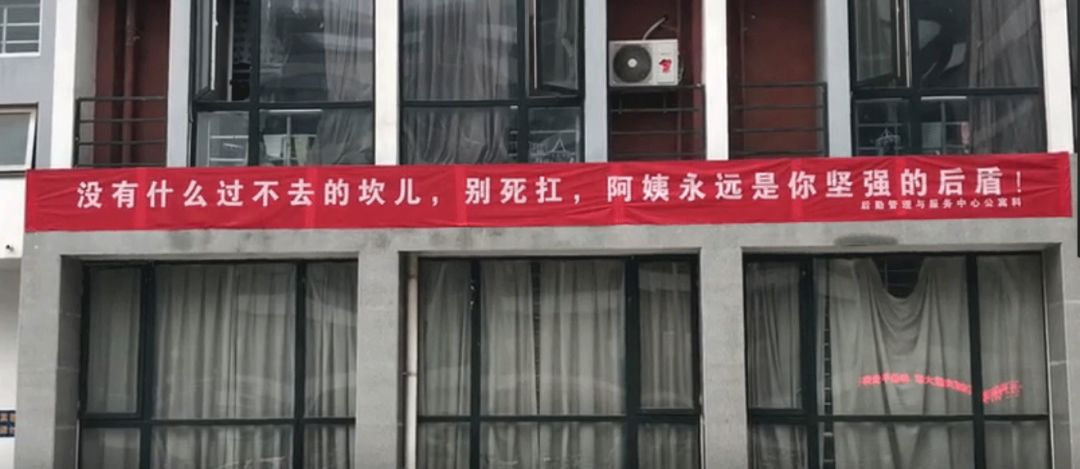 没有什么过不去的坎儿，别死扛，阿姨永远是你坚强的后盾！
后勤管理与服务中心公寓科